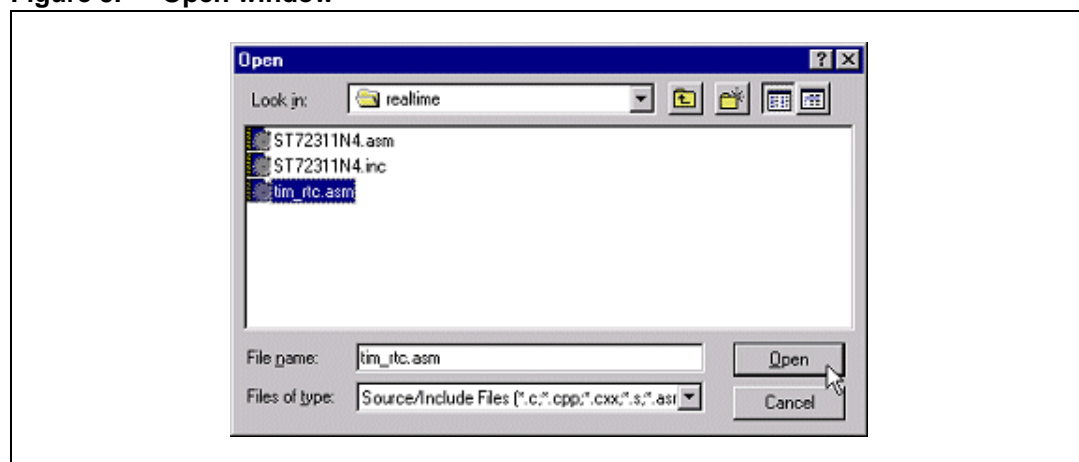 Open
Look in: realtime
ST72311N4.asm
ST72311N4.inc
tim_rtc.asm
File name: tim_rtc.asm Open
Files of type: Source/Include Files (*.c;*.cpp;*.cxx;*.s;*.asm Cancel